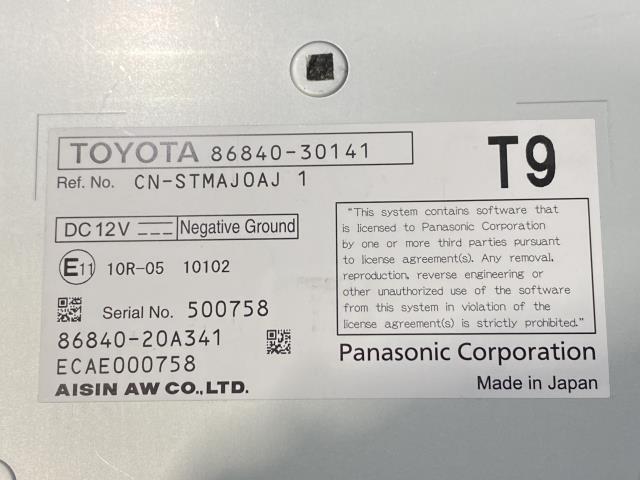 TOYOTA 86840-30141
T9
Ref. No. CN-STMAJ0AJ 1
DC12V Negative Ground
E11 10R-05 10102
Serial No. 500758
86840-20A341
ECAE000758
AISIN AW CO.,LTD.
"This system contains software that
is licensed to Panasonic Corporation
by one or more third parties pursuant
to license agreement(s). Any removal,
reproduction, reverse engineering or
other unauthorized use of the software
from this system in violation of the
license agreement(s) is strictly prohibited."
Panasonic Corporation
Made in Japan